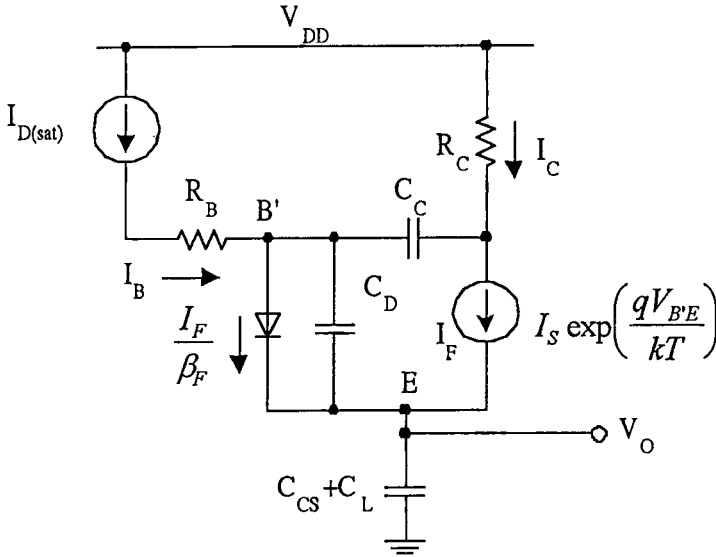 V_DD
I_D(sat)
R_C
I_C
R_B
B'
C_C
I_B
C_D
I_F/β_F
I_F
I_S exp(qV_B'E/kT)
E
V_O
C_CS+C_L